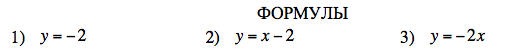 ФОРМУЛЫ
1) y = −2 2) y = x − 2 3) y = −2x